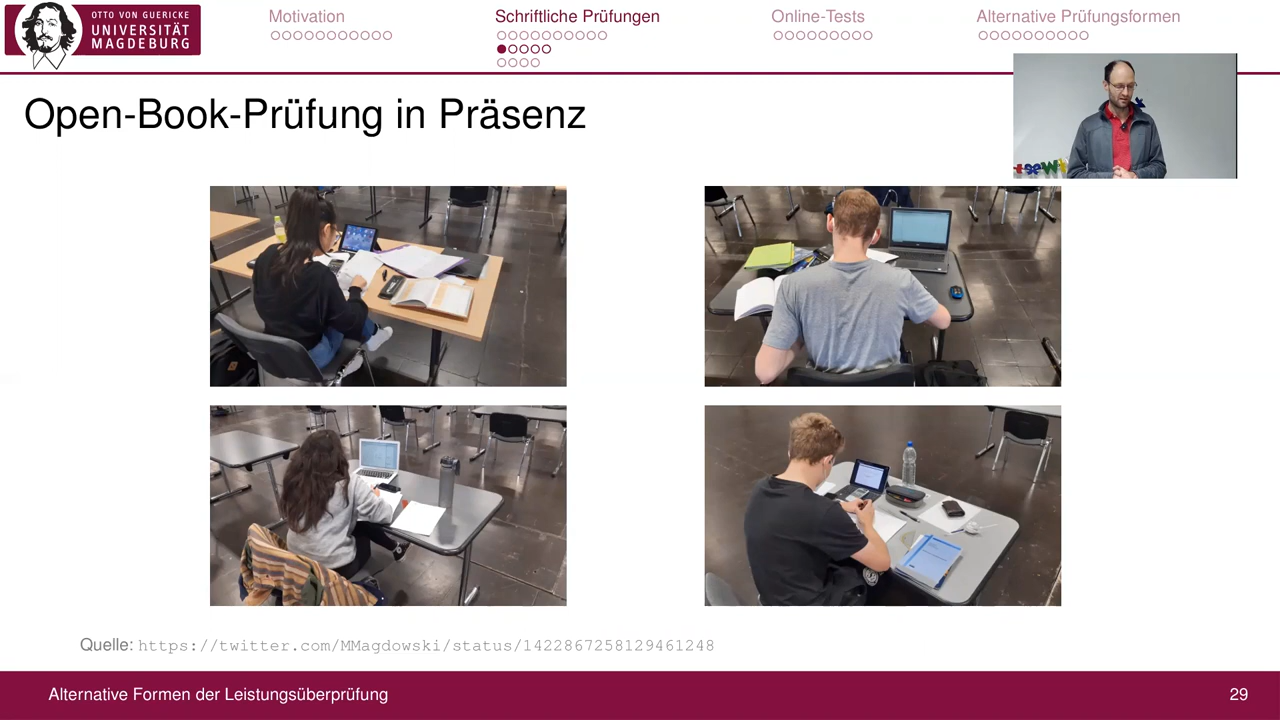 OTTO VON GUERICKE
UNIVERSITÄT
MAGDEBURG
Motivation
Schriftliche Prüfungen
Online-Tests
Alternative Prüfungsformen
Open-Book-Prüfung in Präsenz
Quelle: https://twitter.com/MMagdowski/status/1422867258129461248
Alternative Formen der Leistungsüberprüfung
29